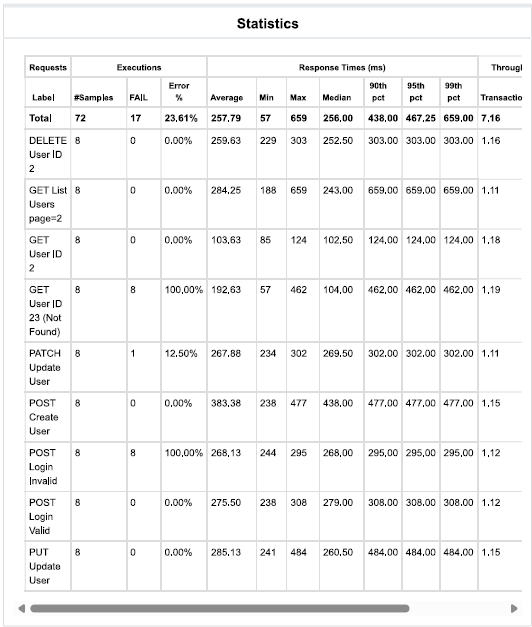 Statistics
Requests Executions Response Times (ms) Througl
Label #Samples FAIL Error % Average Min Max Median 90th pct 95th pct 99th pct Transactio
Total 72 17 23.61% 257.79 57 659 256.00 438.00 467.25 659.00 7.16
DELETE User ID 2 8 0 0.00% 259.63 229 303 252.50 303.00 303.00 303.00 1.16
GET List Users page=2 8 0 0.00% 284.25 188 659 243.00 659.00 659.00 659.00 1.11
GET User ID 2 8 0 0.00% 103.63 85 124 102.50 124.00 124.00 124.00 1.18
GET User ID 23 (Not Found) 8 8 100.00% 192.63 57 462 104.00 462.00 462.00 462.00 1.19
PATCH Update User 8 1 12.50% 267.88 234 302 269.50 302.00 302.00 302.00 1.11
POST Create User 8 0 0.00% 383.38 238 477 438.00 477.00 477.00 477.00 1.15
POST Login Invalid 8 8 100.00% 268.13 244 295 268.00 295.00 295.00 295.00 1.12
POST Login Valid 8 0 0.00% 275.50 238 308 279.00 308.00 308.00 308.00 1.12
PUT Update User 8 0 0.00% 285.13 241 484 260.50 484.00 484.00 484.00 1.15